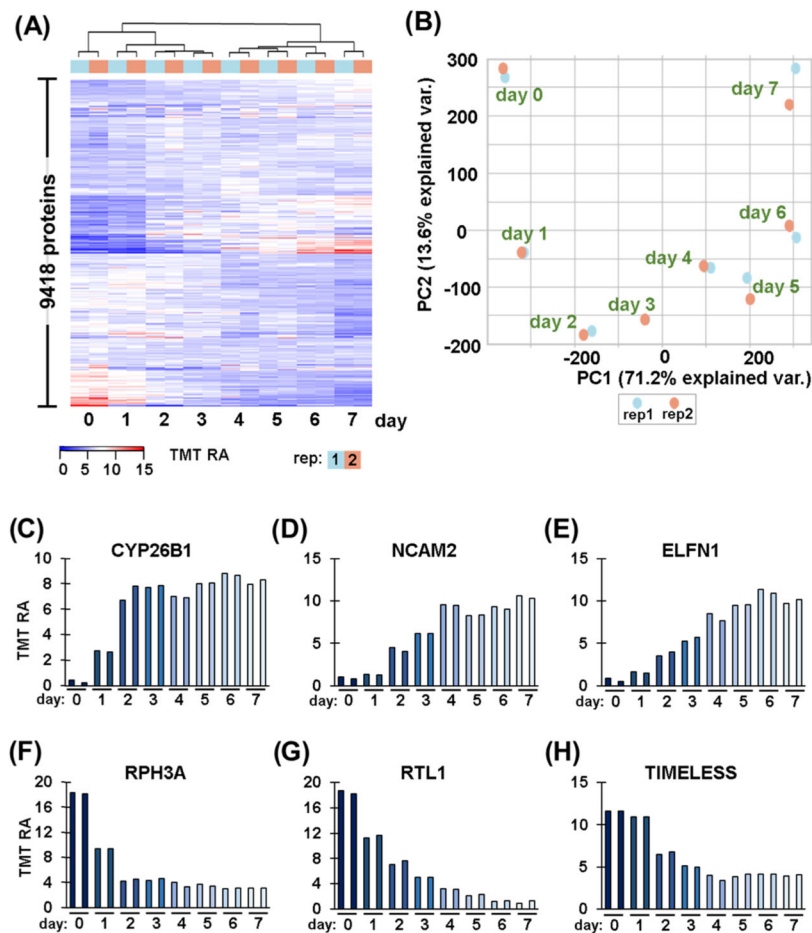 (A)
9418 proteins
0 1 2 3 4 5 6 7 day
0 5 10 15 TMT RA
rep: 1 2
(B)
300
200
100
0
-100
-200
PC2 (13.6% explained var.)
day 0
day 7
day 1
day 6
day 4
day 5
day 2
day 3
-200 0 200
PC1 (71.2% explained var.)
rep1 rep2
(C)
CYP26B1
TMT RA
10
8
6
4
2
0
day: 0 1 2 3 4 5 6 7
(D)
NCAM2
15
10
5
0
day: 0 1 2 3 4 5 6 7
(E)
ELFN1
15
10
5
0
day: 0 1 2 3 4 5 6 7
(F)
RPH3A
TMT RA
20
16
12
8
4
0
day: 0 1 2 3 4 5 6 7
(G)
RTL1
20
16
12
8
4
0
day: 0 1 2 3 4 5 6 7
(H)
TIMELESS
15
10
5
0
day: 0 1 2 3 4 5 6 7